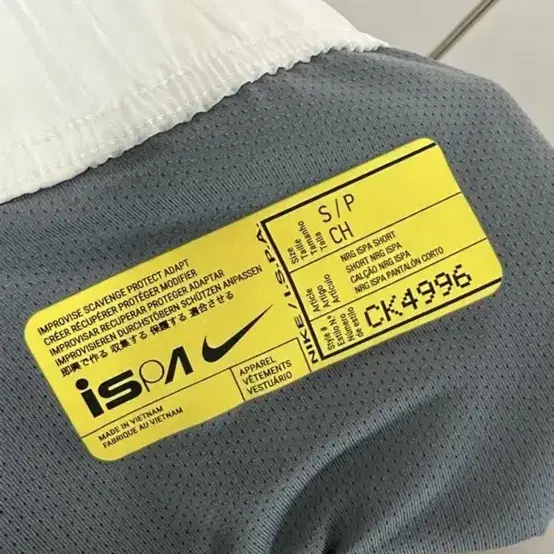 IMPROVISE SCAVENGE PROTECT ADAPT
CRÉER RÉCUPÉRER PROTÉGER MODIFIER
IMPROVISAR RECUPERAR PROTEGER ADAPTAR
IMPROVISIEREN DURCHSTÖBERN SCHÜTZEN ANPASSEN
即興で作る 収集する 保護する 適合させる
ispa
MADE IN VIETNAM
FABRIQUÉ AU VIETNAM
APPAREL
VÊTEMENTS
VESTUÁRIO
NIKE/I.S.P.A.
Size Tamanho
Taille Talla
S/P
CH
Article Artigo
Article Artículo
NRG ISPA SHORT
SHORT NRG ISPA
CALÇÃO NRG ISPA
NRG ISPA PANTALÓN CORTO
Style # Número
Estilo Nº de estilo
CK4996